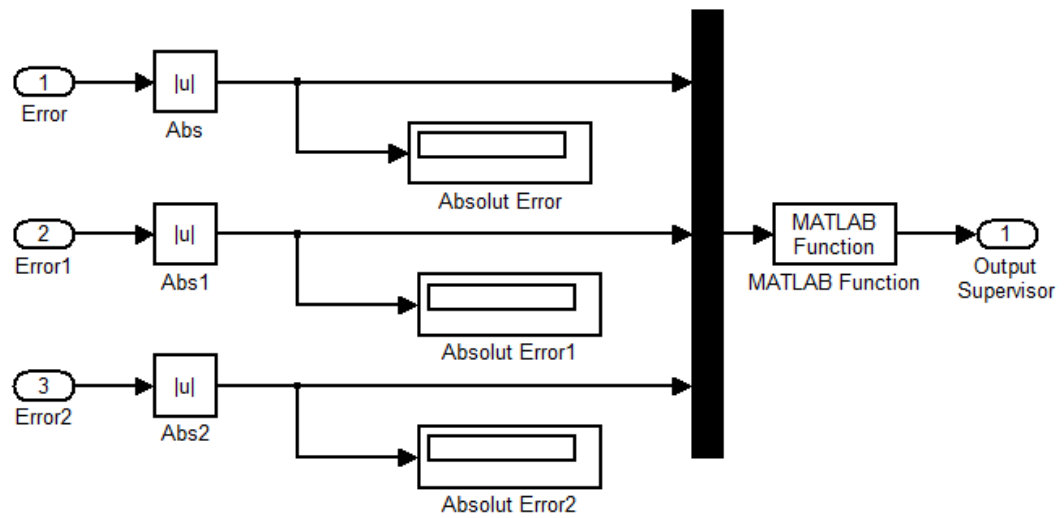 1
|u|
Error
Abs
Absolut Error
2
|u|
MATLAB
Function
1
Error1
Abs1
MATLAB Function
Output
Supervisor
Absolut Error1
3
|u|
Error2
Abs2
Absolut Error2